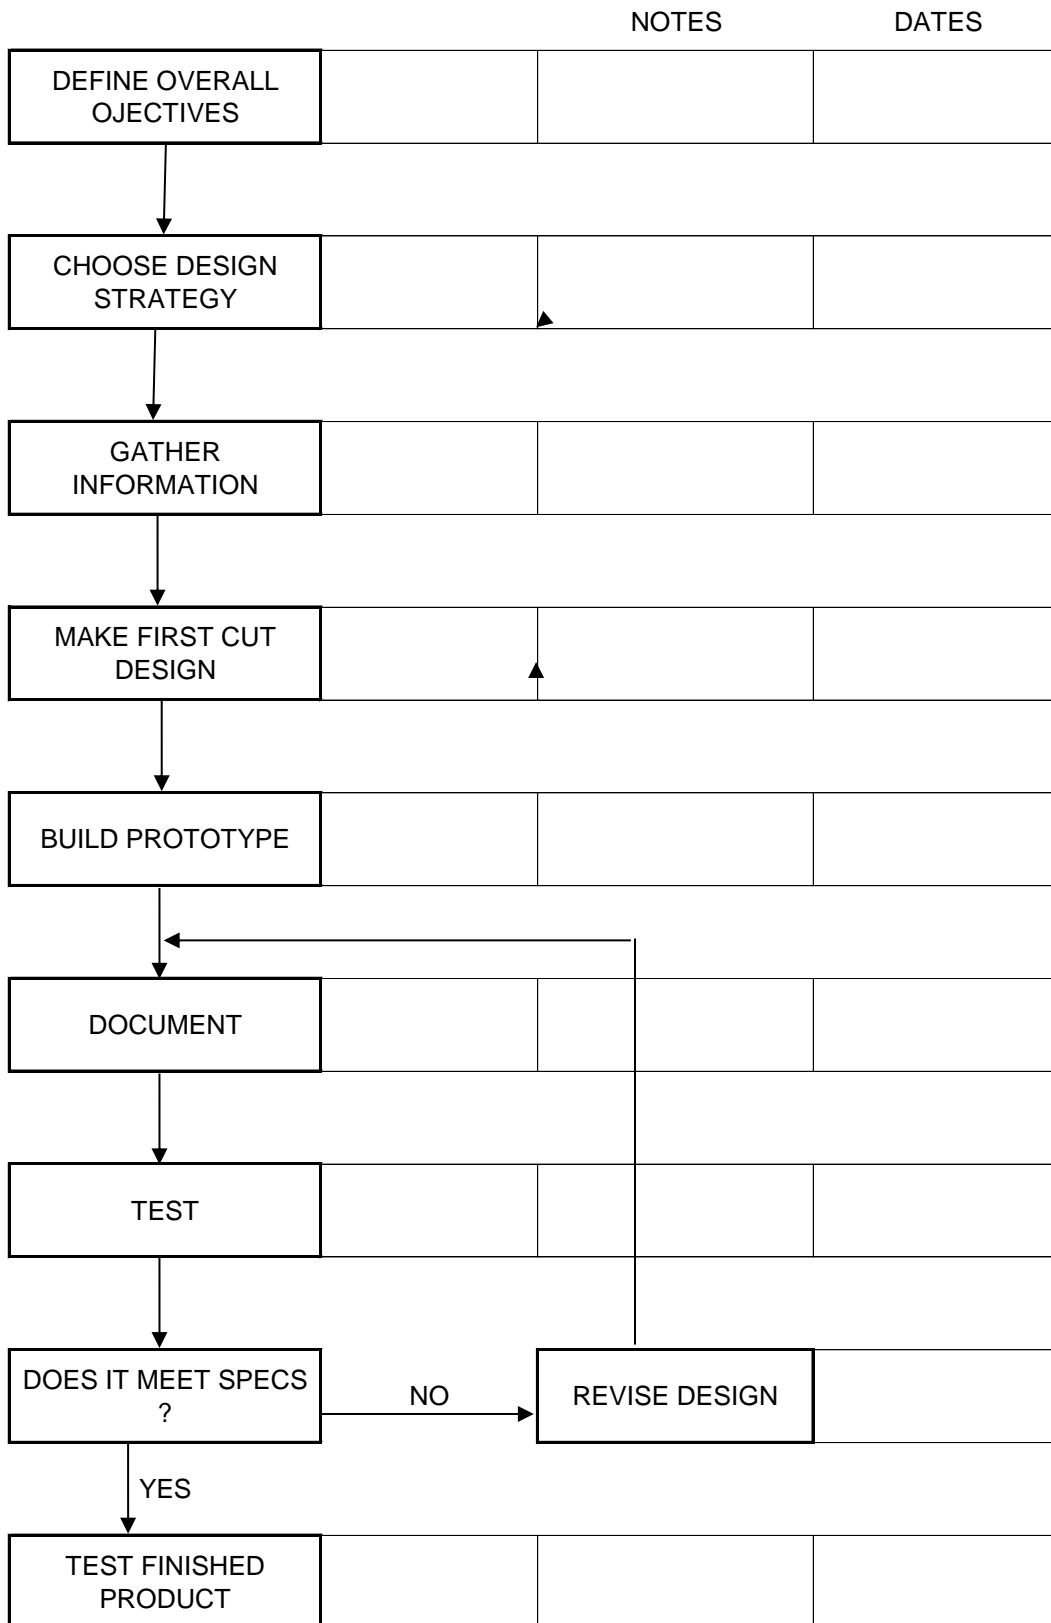 NOTES DATES
DEFINE OVERALL
OJECTIVES
CHOOSE DESIGN
STRATEGY
GATHER
INFORMATION
MAKE FIRST CUT
DESIGN
BUILD PROTOTYPE
DOCUMENT
TEST
DOES IT MEET SPECS
?
NO
REVISE DESIGN
YES
TEST FINISHED
PRODUCT